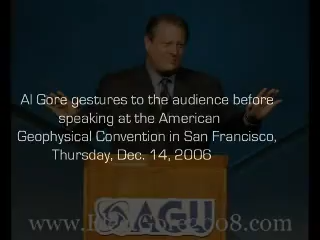 Al Gore gestures to the audience before
speaking at the American
Geophysical Convention in San Francisco,
Thursday, Dec. 14, 2006
AGU